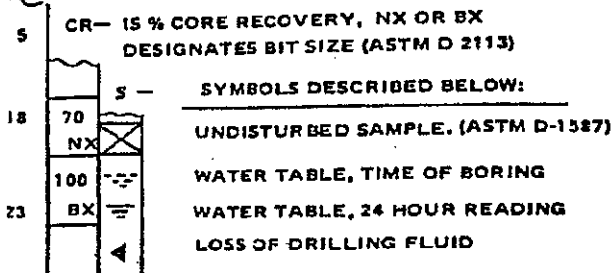 5 CR— 15 % CORE RECOVERY, NX OR BX
DESIGNATES BIT SIZE (ASTM D 2113)
S — SYMBOLS DESCRIBED BELOW:
18 70 UNDISTURBED SAMPLE. (ASTM D-1587)
NX
100 WATER TABLE, TIME OF BORING
23 BX WATER TABLE, 24 HOUR READING
LOSS OF DRILLING FLUID